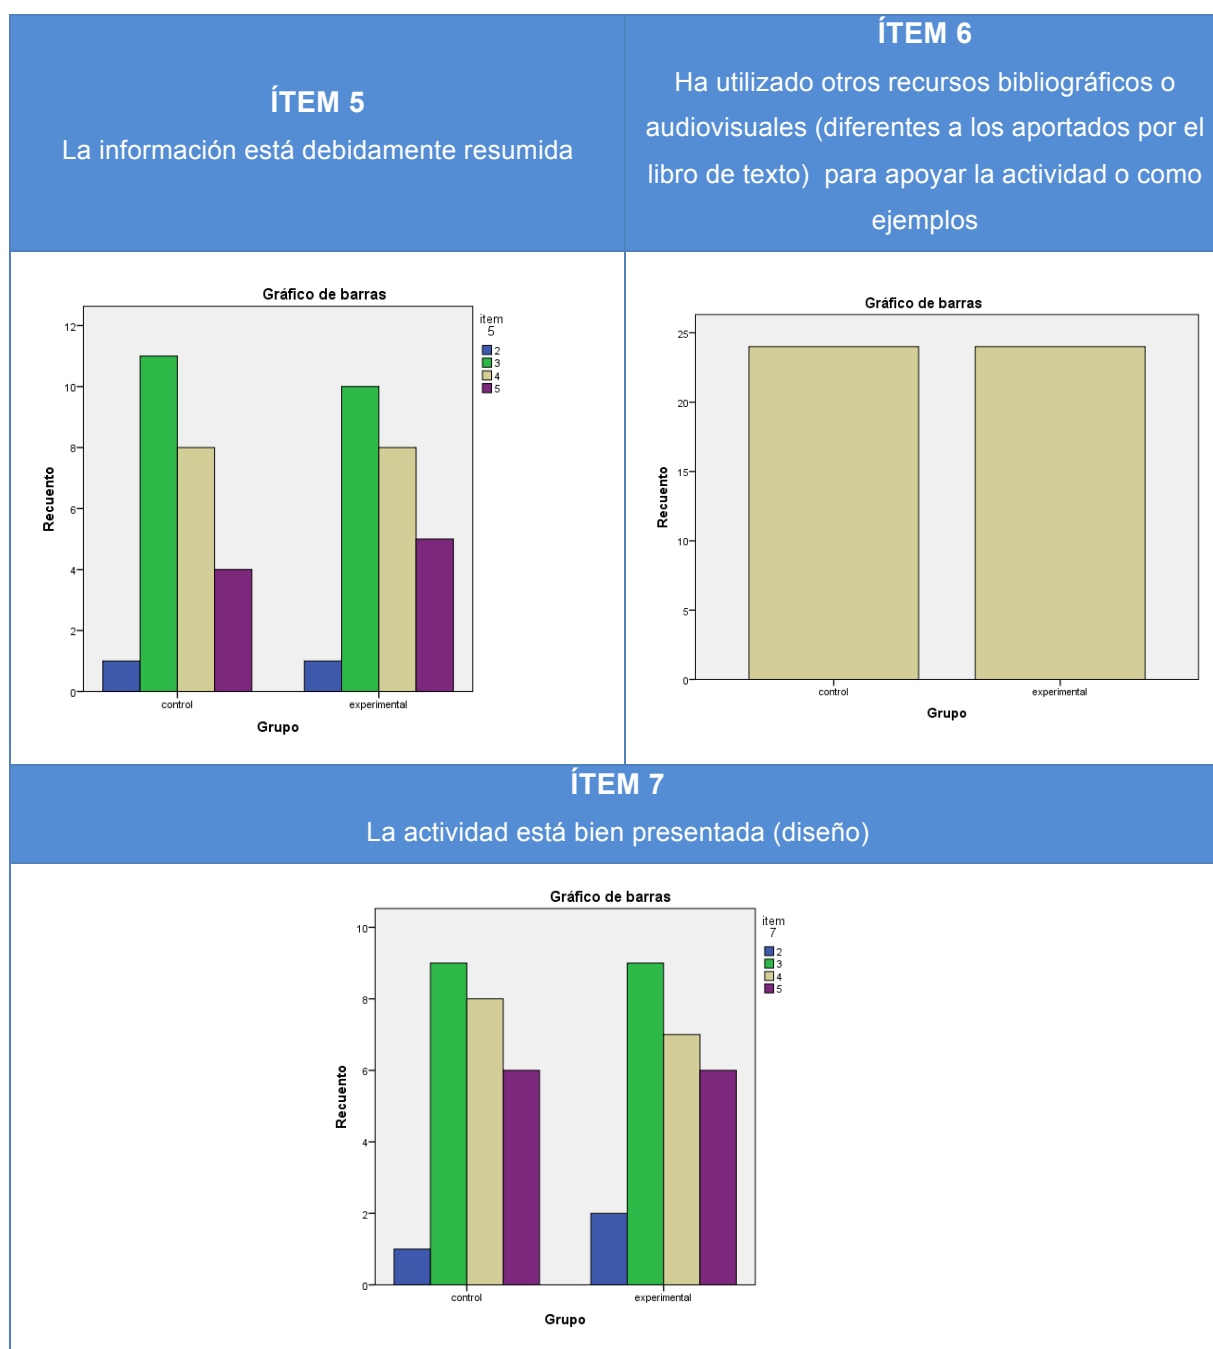 ÍTEM 5
La información está debidamente resumida
ÍTEM 6
Ha utilizado otros recursos bibliográficos o
audiovisuales (diferentes a los aportados por el
libro de texto)  para apoyar la actividad o como
ejemplos
Gráfico de barras
12
10
8
6
4
2
0
Recuento
control
experimental
Grupo
item
5
2
3
4
5
Gráfico de barras
25
20
15
10
5
0
Recuento
control
experimental
Grupo
ÍTEM 7
La actividad está bien presentada (diseño)
Gráfico de barras
10
8
6
4
2
0
Recuento
control
experimental
Grupo
item
7
2
3
4
5